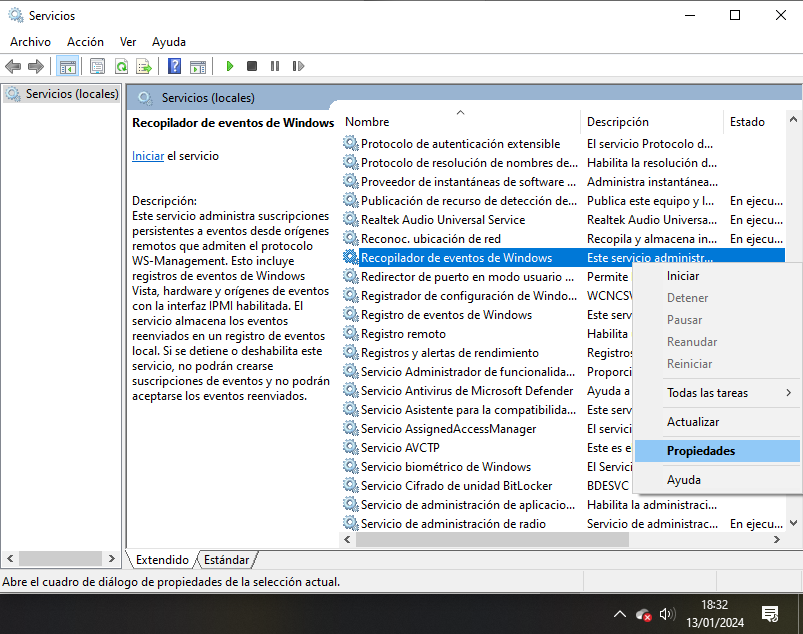 Servicios
Archivo Acción Ver Ayuda
Servicios (locales)
Servicios (locales)
Recopilador de eventos de Windows
Iniciar el servicio
Descripción:
Este servicio administra suscripciones
persistentes a eventos desde orígenes
remotos que admiten el protocolo
WS-Management. Esto incluye
registros de eventos de Windows
Vista, hardware y orígenes de eventos
con la interfaz IPMI habilitada. El
servicio almacena los eventos
reenviados en un registro de eventos
local. Si se detiene o deshabilita este
servicio, no podrán crearse
suscripciones de eventos y no podrán
aceptarse los eventos reenviados.
Nombre Descripción Estado
Protocolo de autenticación extensible El servicio Protocolo d...
Protocolo de resolución de nombres de... Habilita la resolución d...
Proveedor de instantáneas de software ... Administra instantánea...
Publicación de recurso de detección de... Publica este equipo y l... En ejecu...
Realtek Audio Universal Service Realtek Audio Universa... En ejecu...
Reconoc. ubicación de red Recopila y almacena in... En ejecu...
Recopilador de eventos de Windows Este servicio administr...
Redirector de puerto en modo usuario ... Permite
Registrador de configuración de Windo... WCNCSV
Registro de eventos de Windows Este serv
Registro remoto Habilita
Registros y alertas de rendimiento Registros
Servicio Administrador de funcionalida... Proporci
Servicio Antivirus de Microsoft Defender Ayuda a
Servicio Asistente para la compatibilida... Este serv
Servicio AssignedAccessManager El servici
Servicio AVCTP Este es e
Servicio biométrico de Windows El Servici
Servicio Cifrado de unidad BitLocker BDESVC
Servicio de administración de aplicacio... Habilita la administraci...
Servicio de administración de radio Servicio de administrac... En ejecu...
Iniciar
Detener
Pausar
Reanudar
Reiniciar
Todas las tareas
Actualizar
Propiedades
Ayuda
Extendido Estándar
Abre el cuadro de diálogo de propiedades de la selección actual.
18:32
13/01/2024